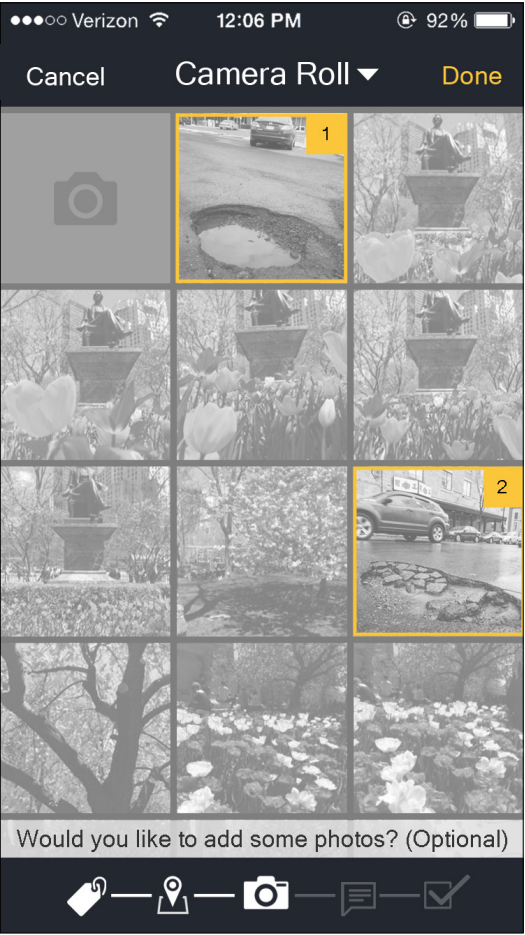 Verizon 12:06 PM 92%
Cancel Camera Roll Done
1
2
Would you like to add some photos? (Optional)